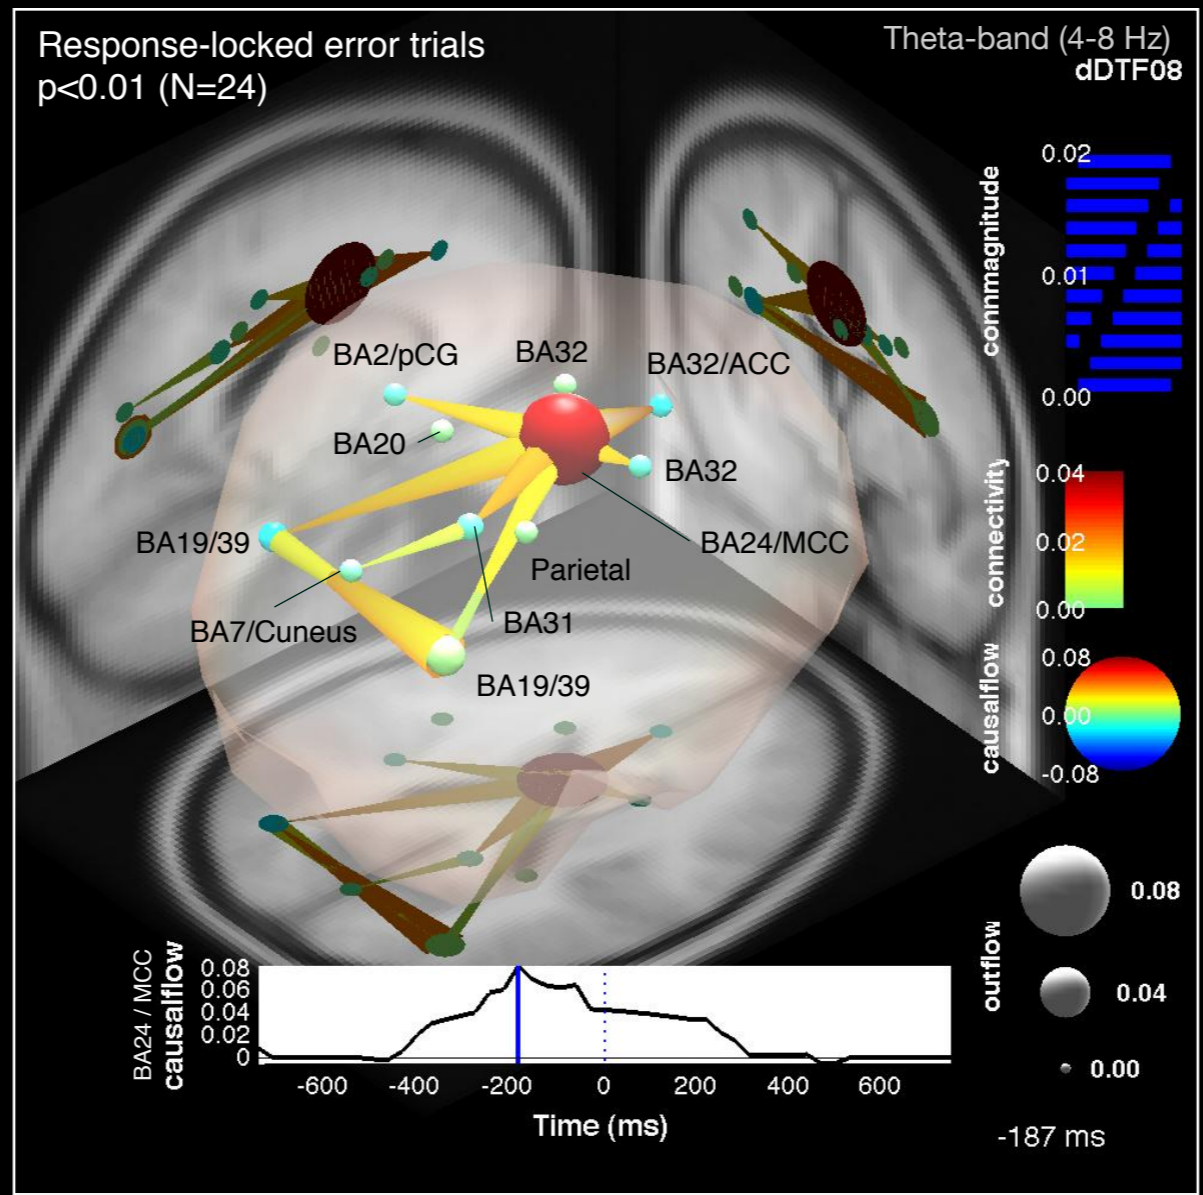 Response-locked error trials
p<0.01 (N=24)
Theta-band (4-8 Hz)
dDTF08
connmagnitude
0.02
0.01
0.00
BA2/pCG
BA32
BA32/ACC
BA20
BA32
BA19/39
BA24/MCC
Parietal
BA7/Cuneus
BA31
BA19/39
connectivity
0.04
0.02
0.00
causalflow
0.08
0.00
-0.08
outflow
0.08
0.04
0.00
BA24 / MCC
causalflow
0.08
0.06
0.04
0.02
0
-600
-400
-200
0
200
400
600
Time (ms)
-187 ms